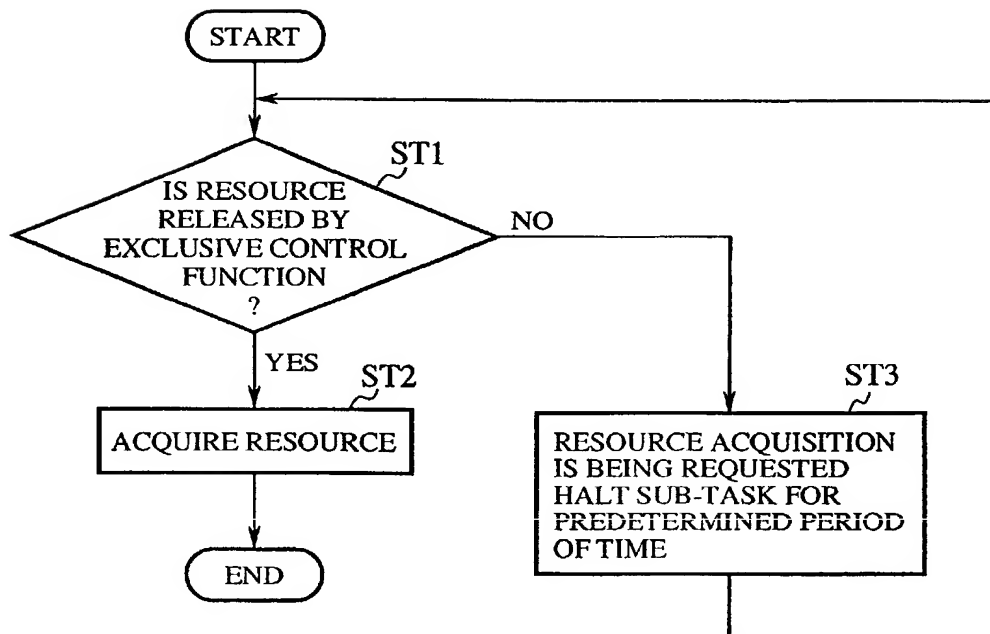 START
ST1
IS RESOURCE
RELEASED BY
EXCLUSIVE CONTROL
FUNCTION
?
NO
YES
ST2
ACQUIRE RESOURCE
END
ST3
RESOURCE ACQUISITION
IS BEING REQUESTED
HALT SUB-TASK FOR
PREDETERMINED PERIOD
OF TIME